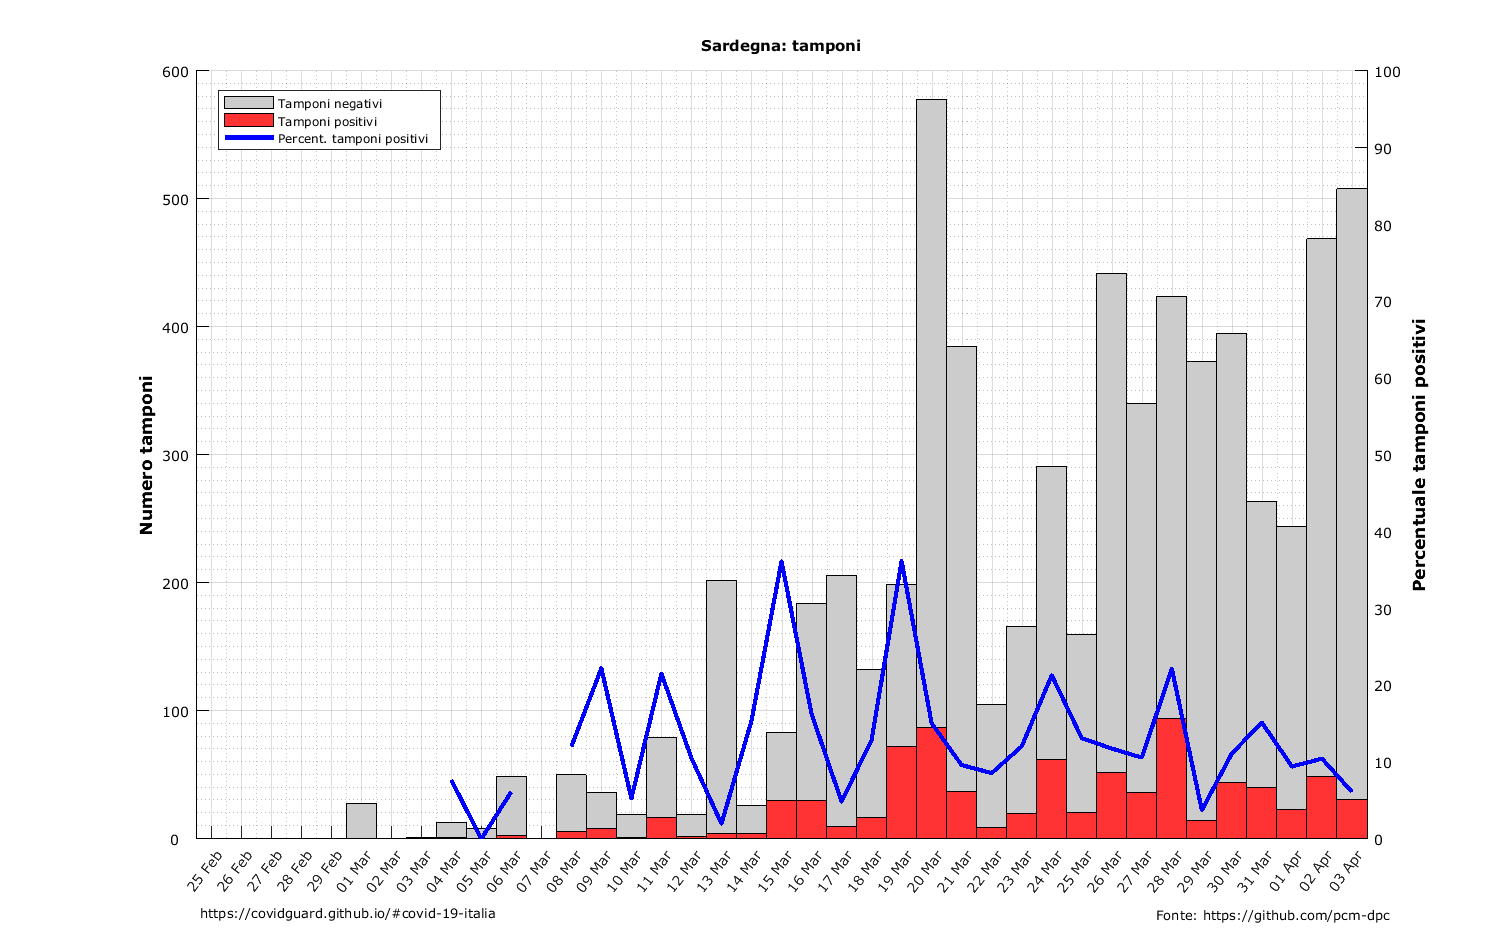 Sardegna: tamponi
600
500
400
300
200
100
0
100
90
80
70
60
50
40
30
20
10
0
Tamponi negativi
Tamponi positivi
Percent. tamponi positivi
Numero tamponi
Percentuale tamponi positivi
25 Feb
26 Feb
27 Feb
28 Feb
29 Feb
01 Mar
02 Mar
03 Mar
04 Mar
05 Mar
06 Mar
07 Mar
08 Mar
09 Mar
10 Mar
11 Mar
12 Mar
13 Mar
14 Mar
15 Mar
16 Mar
17 Mar
18 Mar
19 Mar
20 Mar
21 Mar
22 Mar
23 Mar
24 Mar
25 Mar
26 Mar
27 Mar
28 Mar
29 Mar
30 Mar
31 Mar
01 Apr
02 Apr
03 Apr
https://covidguard.github.io/#covid-19-italia
Fonte: https://github.com/pcm-dpc